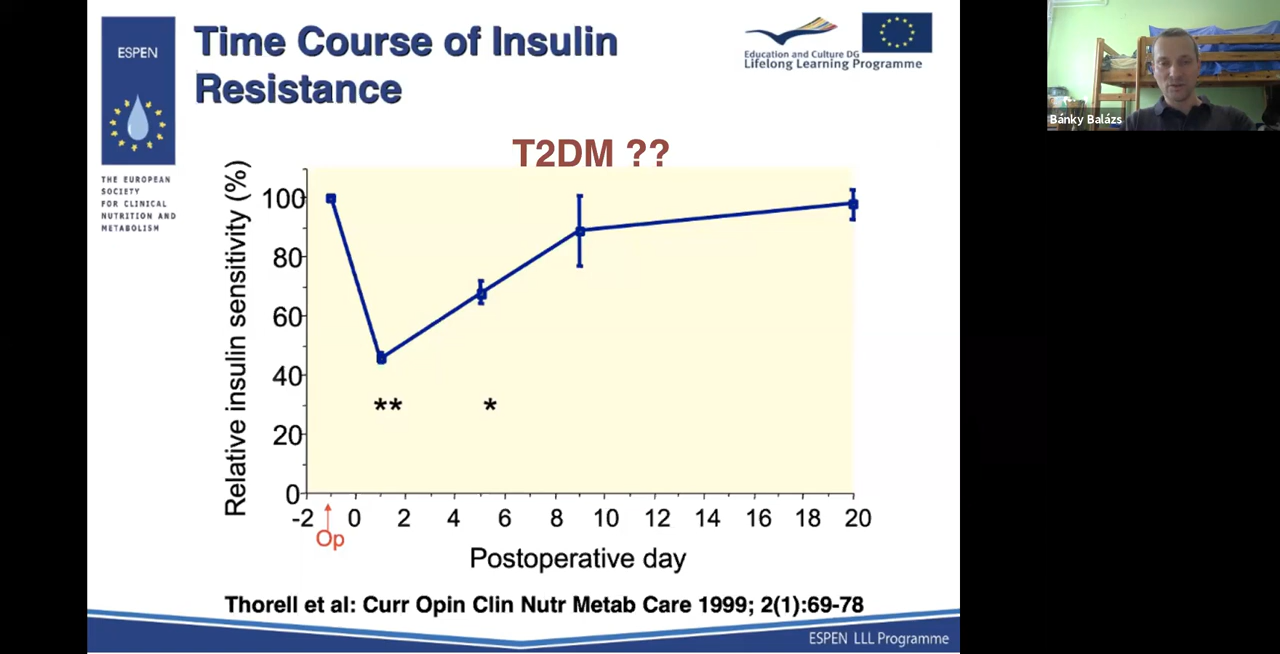 ESPEN
THE EUROPEAN
SOCIETY
FOR CLINICAL
NUTRITION AND
METABOLISM
Time Course of Insulin
Resistance
Education and Culture DG
Lifelong Learning Programme
Bánky Balázs
T2DM ??
Relative insulin sensitivity (%)
100
80
60
40
20
0
** *
-2 0 2 4 6 8 10 12 14 16 18 20
Op
Postoperative day
Thorell et al: Curr Opin Clin Nutr Metab Care 1999; 2(1):69-78
ESPEN LLL Programme